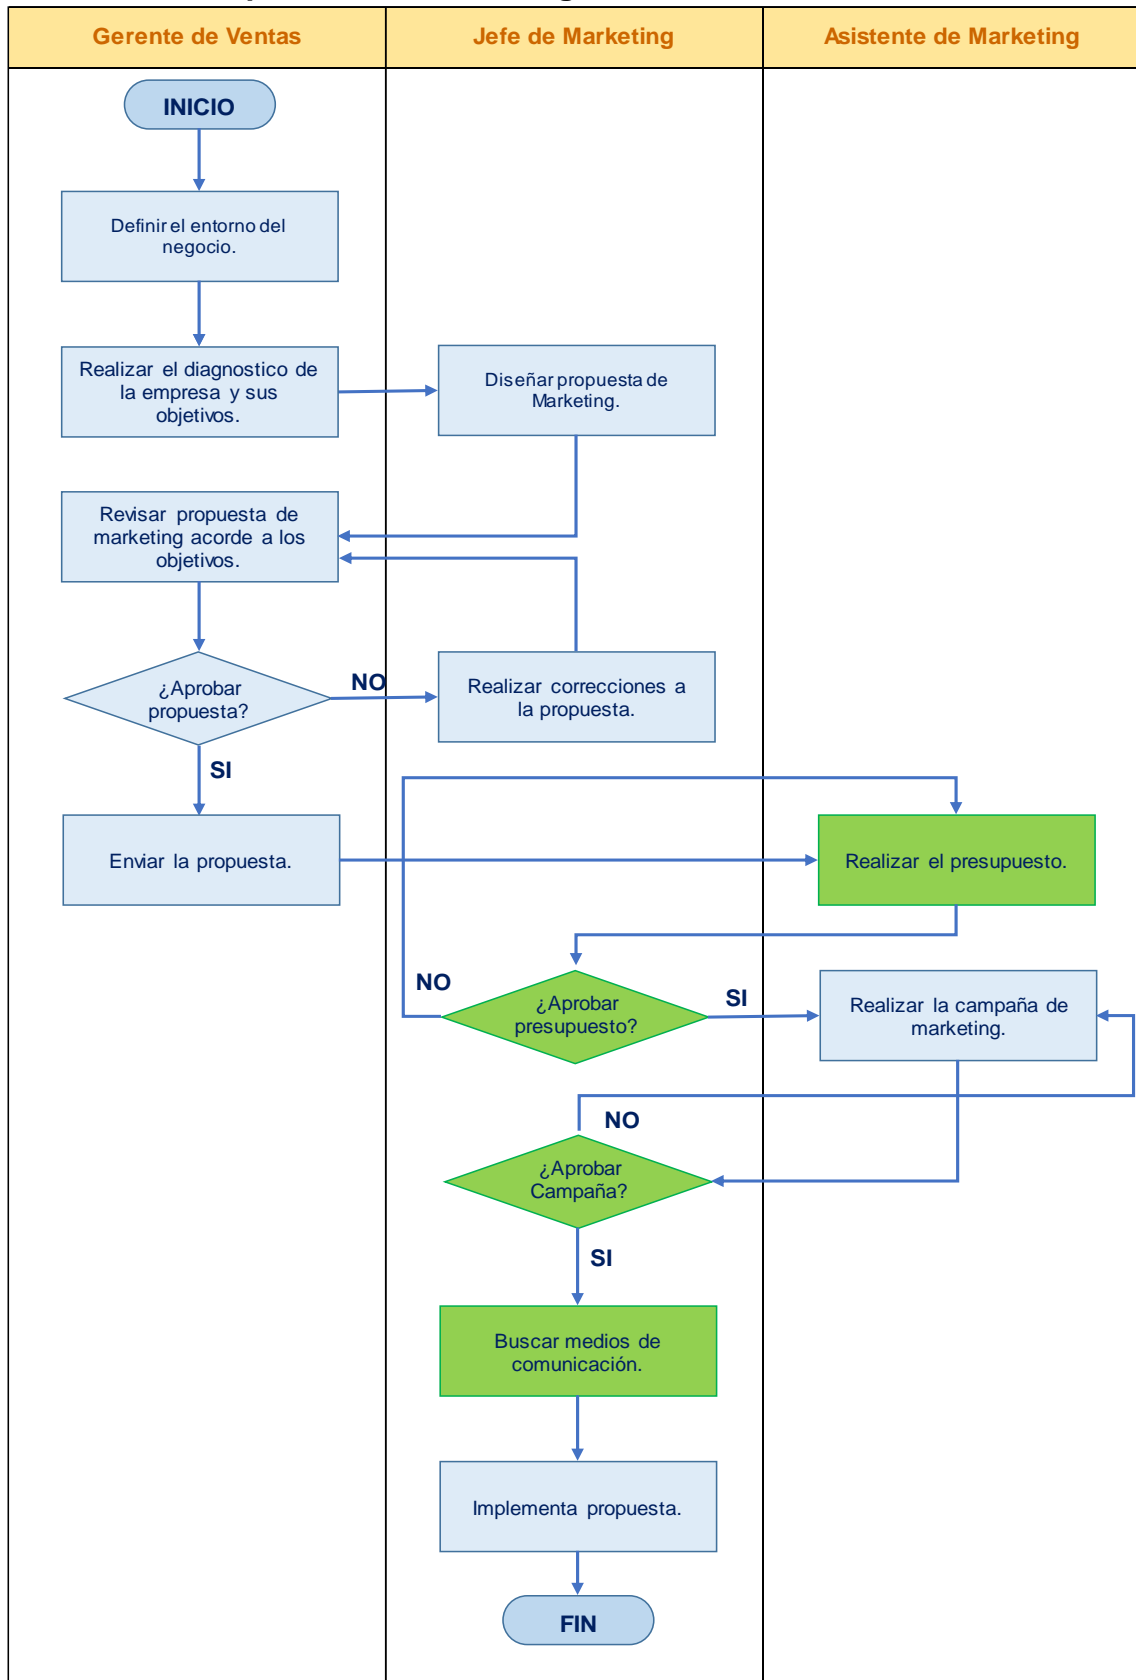 Gerente de Ventas
Jefe de Marketing
Asistente de Marketing
INICIO
Definir el entorno del
negocio.
Realizar el diagnostico de
la empresa y sus
objetivos.
Diseñar propuesta de
Marketing.
Revisar propuesta de
marketing acorde a los
objetivos.
¿Aprobar
propuesta?
NO
Realizar correcciones a
la propuesta.
SI
Enviar la propuesta.
Realizar el presupuesto.
NO
¿Aprobar
presupuesto?
SI
Realizar la campaña de
marketing.
NO
¿Aprobar
Campaña?
SI
Buscar medios de
comunicación.
Implementa propuesta.
FIN